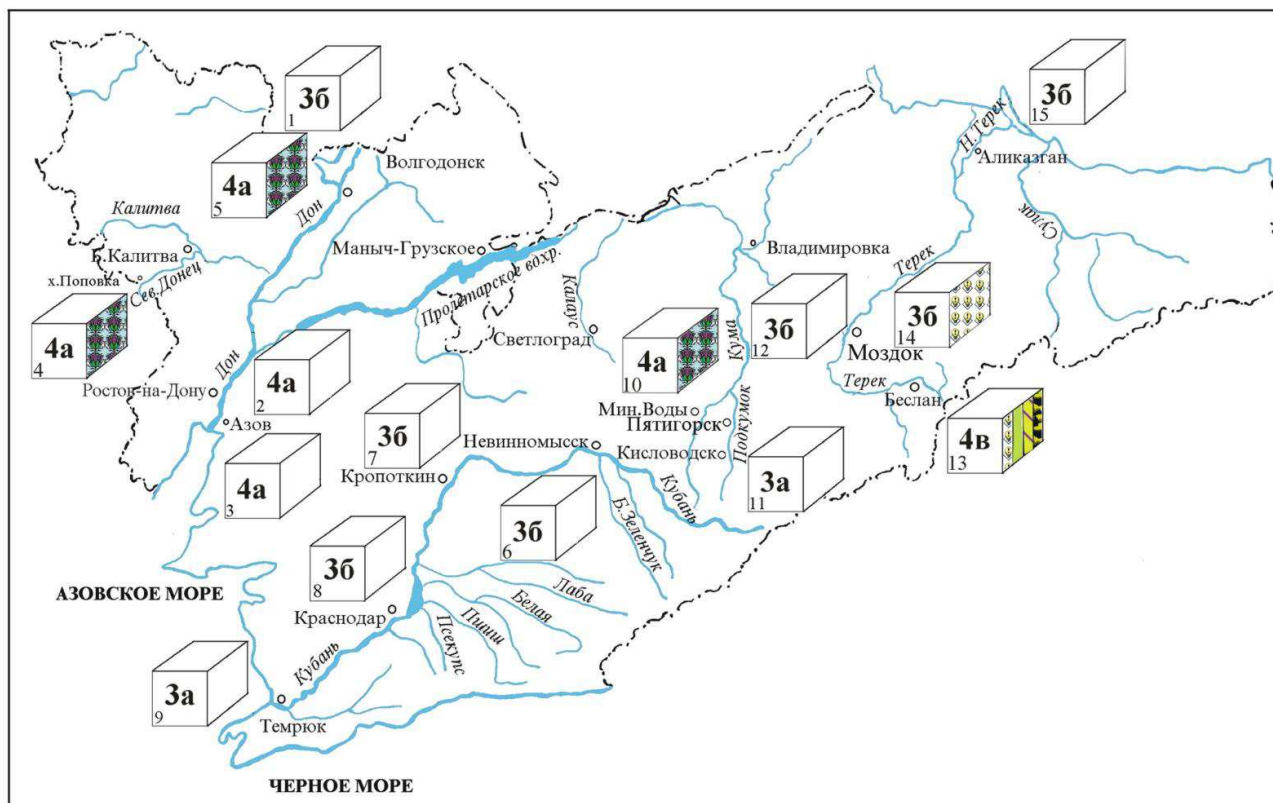 3б
1
4а
5
Волгодонск
Дон
Калитва
Б.Калитва
Сев.Донец
х.Поповка
4а
4
Маныч-Грузское
Пролетарское вдхр.
Калаус
Светлоград
Дон
4а
2
Ростов-на-Дону
Азов
4а
3
3б
7
Кропоткин
Невинномысск
Кубань
Б.Зеленчук
3б
6
3б
8
Краснодар
Лаба
Белая
Пшиш
Псекупс
Кубань
3а
9
Темрюк
АЗОВСКОЕ МОРЕ
ЧЕРНОЕ МОРЕ
4а
10
Кума
3б
12
Владимировка
Мин.Воды
Пятигорск
Кисловодск
Подкумок
3а
11
3б
15
Н.Терек
Аликазган
Сулак
Терек
3б
14
Моздок
Терек
Беслан
4в
13